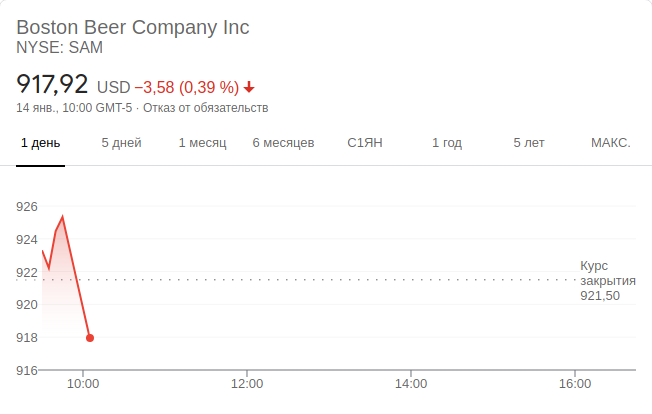 Boston Beer Company Inc
NYSE: SAM
917,92 USD −3,58 (0,39 %)
14 янв., 10:00 GMT-5 · Отказ от обязательств
1 день 5 дней 1 месяц 6 месяцев С1ЯН 1 год 5 лет МАКС.
926
924
922
920
918
916
Курс
закрытия
921,50
10:00 12:00 14:00 16:00